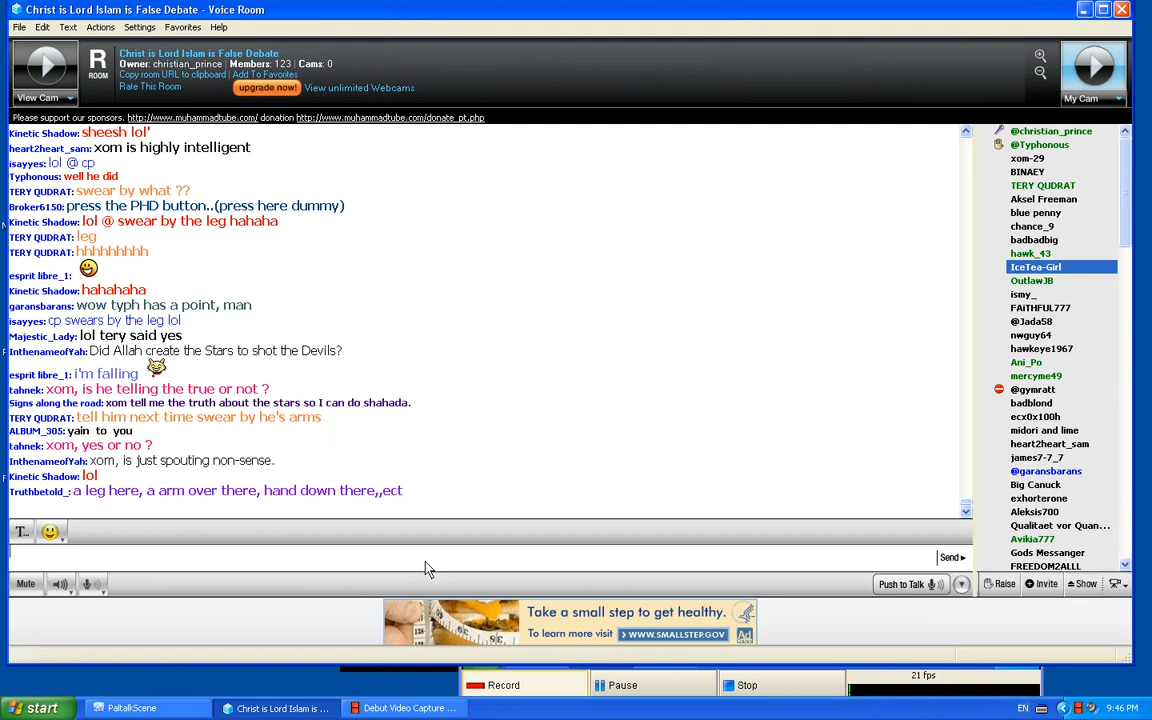 Christ is Lord Islam is False Debate - Voice Room
File Edit Text Actions Settings Favorites Help
View Cam
R
ROOM
Christ is Lord Islam is False Debate
Owner: christian_prince | Members: 123 | Cams: 0
Copy room URL to clipboard | Add To Favorites
Rate This Room upgrade now! View unlimited Webcams
My Cam
Please support our sponsors. http://www.muhammadtube.com/ donation http://www.muhammadtube.com/donate_pt.php
Kinetic Shadow: sheesh lol'
heart2heart_sam: xom is highly intelligent
isayyes: lol @ cp
Typhonous: well he did
TERY QUDRAT: swear by what ??
Broker6150: press the PHD button..(press here dummy)
Kinetic Shadow: lol @ swear by the leg hahaha
TERY QUDRAT: leg
TERY QUDRAT: hhhhhhhhh
esprit libre_1:
Kinetic Shadow: hahahaha
garansbarans: wow typh has a point, man
isayyes: cp swears by the leg lol
Majestic_Lady: lol tery said yes
InthenameofYah: Did Allah create the Stars to shot the Devils?
esprit libre_1: i'm falling
tahnek: xom, is he telling the true or not ?
Signs along the road: xom tell me the truth about the stars so I can do shahada.
TERY QUDRAT: tell him next time swear by he's arms
ALBUM_305: yain to you
tahnek: xom, yes or no ?
InthenameofYah: xom, is just spouting non-sense.
Kinetic Shadow: lol
Truthbetold_: a leg here, a arm over there, hand down there,,ect
@christian_prince
@Typhonous
xom-29
BINAEY
TERY QUDRAT
Aksel Freeman
blue penny
chance_9
badbadbig
hawk_43
IceTea-Girl
OutlawJB
ismy_
FAiTHFUL777
@Jada58
nwguy64
hawkeye1967
Ani_Po
mercyme49
@gymratt
badblond
ecx0x100h
midori and lime
heart2heart_sam
james7-7_7
@garansbarans
Big Canuck
exhorterone
Aleksis700
Qualitaet vor Quan...
Avikia777
Gods Messanger
FREEDOM2ALLL
T...
Send
Mute
Push to Talk
Raise Invite Show
Take a small step to get healthy.
To learn more visit > WWW.SMALLSTEP.GOV
Ad
Record Pause Stop 21 fps
start PaltalkScene Christ is Lord Islam is ... Debut Video Capture ... EN 9:46 PM